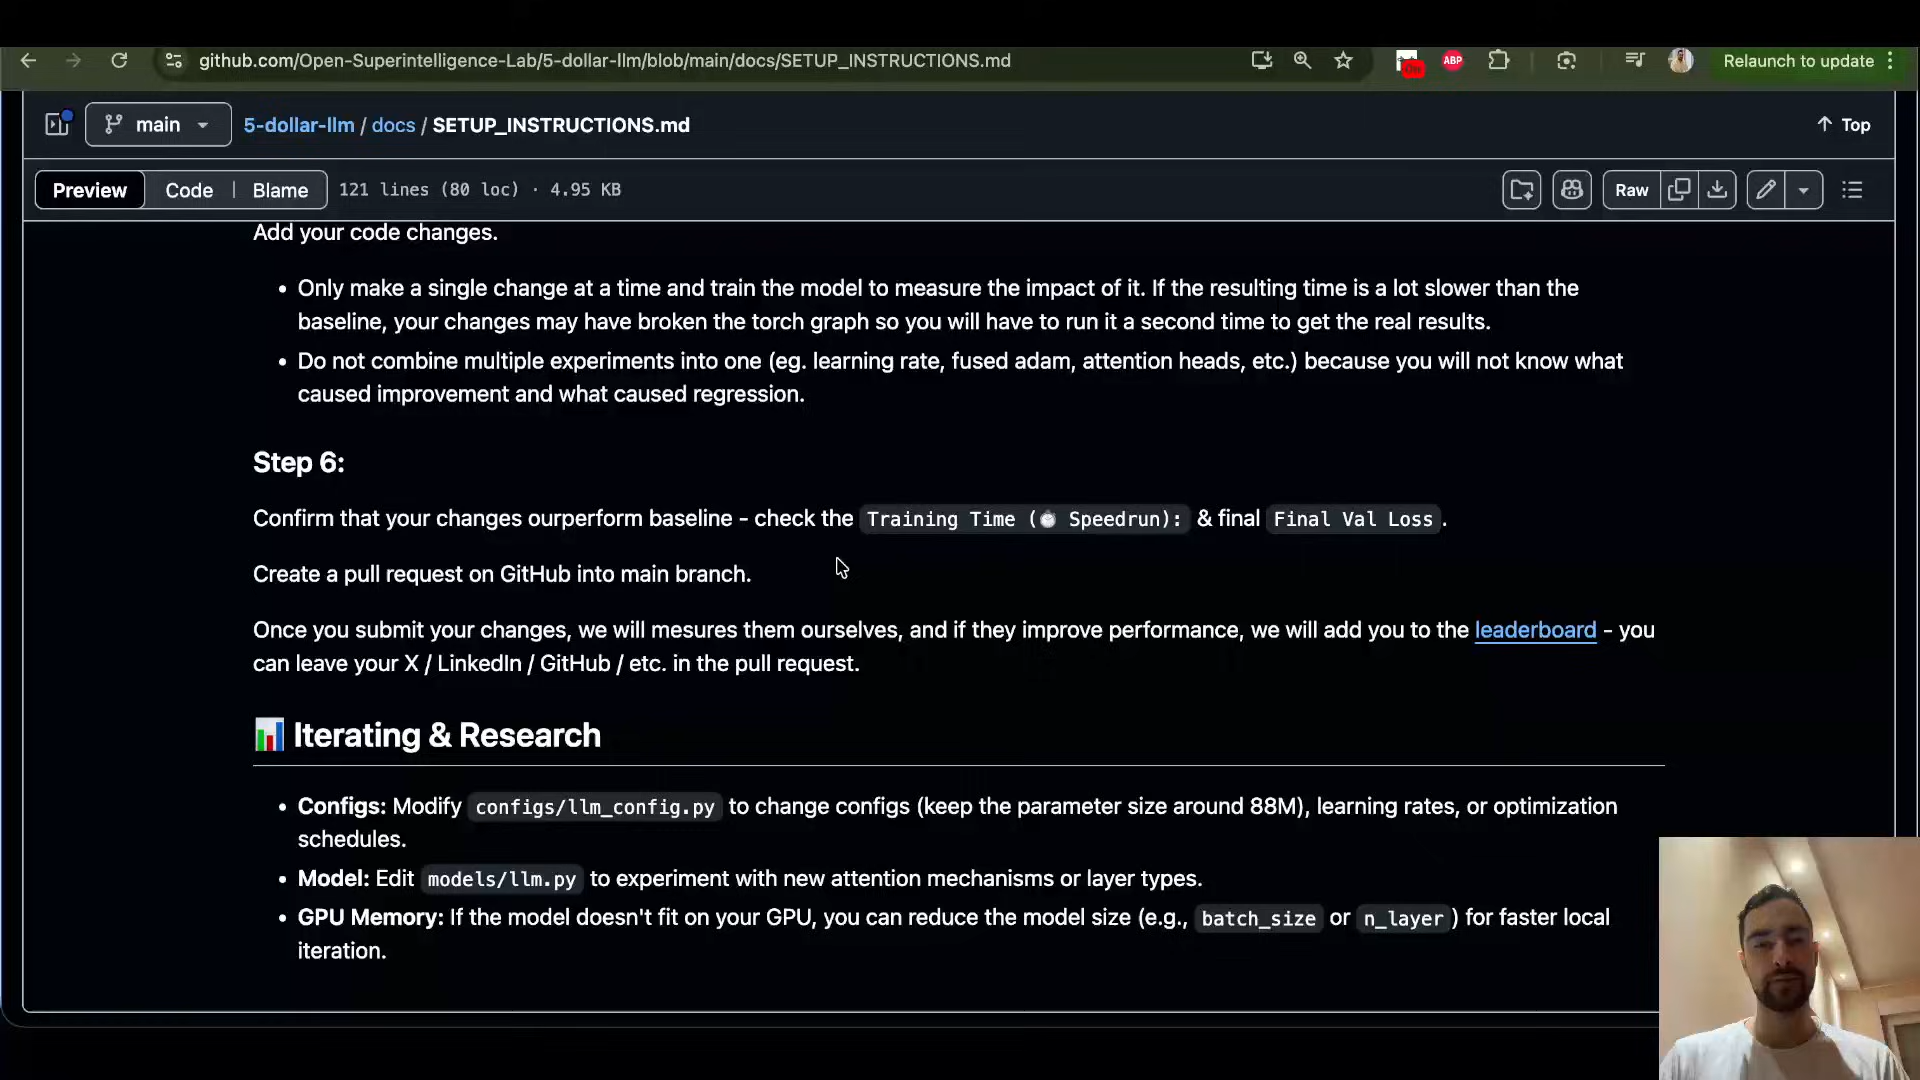 github.com/Open-Superintelligence-Lab/5-dollar-llm/blob/main/docs/SETUP_INSTRUCTIONS.md
ABP
Relaunch to update
main
5-dollar-llm / docs / SETUP_INSTRUCTIONS.md
Top
Preview
Code
Blame
121 lines (80 loc) · 4.95 KB
Raw
Add your code changes.
• Only make a single change at a time and train the model to measure the impact of it. If the resulting time is a lot slower than the
baseline, your changes may have broken the torch graph so you will have to run it a second time to get the real results.
• Do not combine multiple experiments into one (eg. learning rate, fused adam, attention heads, etc.) because you will not know what
caused improvement and what caused regression.
Step 6:
Confirm that your changes ourperform baseline - check the Training Time (⏱ Speedrun): & final Final Val Loss.
Create a pull request on GitHub into main branch.
Once you submit your changes, we will mesures them ourselves, and if they improve performance, we will add you to the leaderboard - you
can leave your X / LinkedIn / GitHub / etc. in the pull request.
📊 Iterating & Research
• Configs: Modify configs/llm_config.py to change configs (keep the parameter size around 88M), learning rates, or optimization
schedules.
• Model: Edit models/llm.py to experiment with new attention mechanisms or layer types.
• GPU Memory: If the model doesn't fit on your GPU, you can reduce the model size (e.g., batch_size or n_layer) for faster local
iteration.